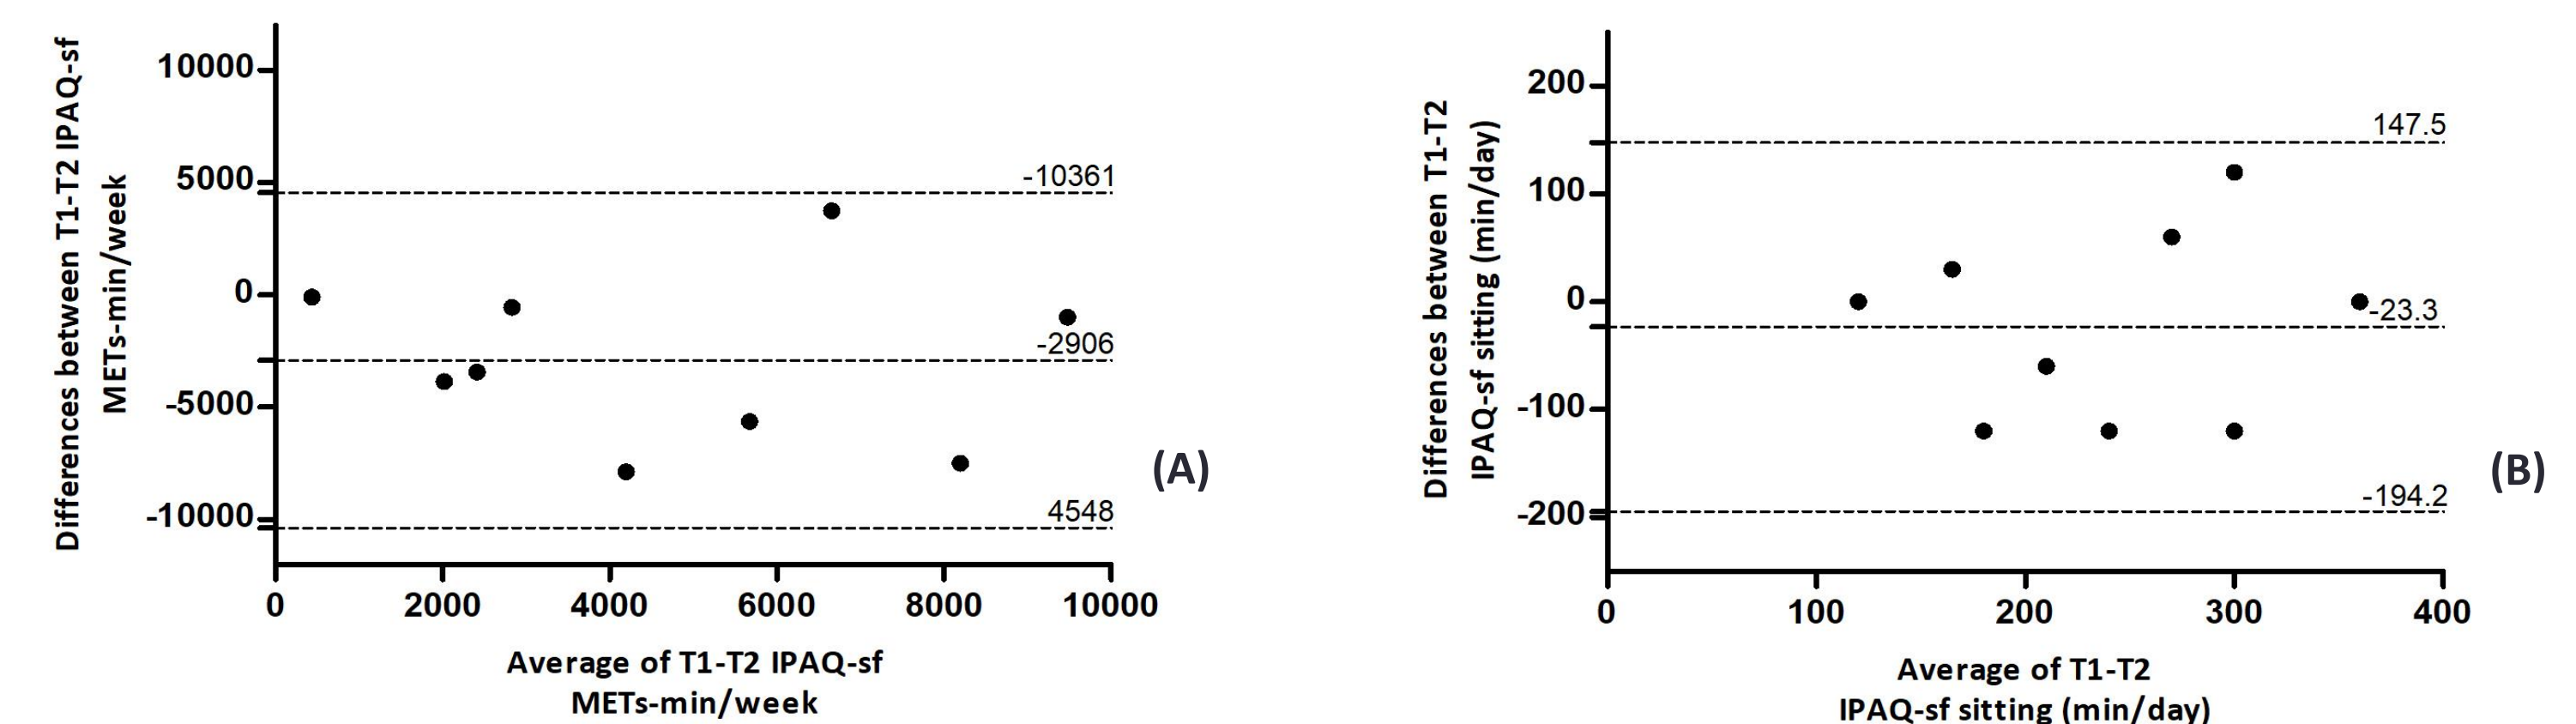 Differences between T1-T2 IPAQ-sf
METs-min/week
10000
5000
0
-5000
-10000
-10361
-2906
4548
0 2000 4000 6000 8000 10000
Average of T1-T2 IPAQ-sf
METs-min/week
(A)
Differences between T1-T2
IPAQ-sf sitting (min/day)
200
100
0
-100
-200
147.5
-23.3
-194.2
0 100 200 300 400
Average of T1-T2
IPAQ-sf sitting (min/day)
(B)